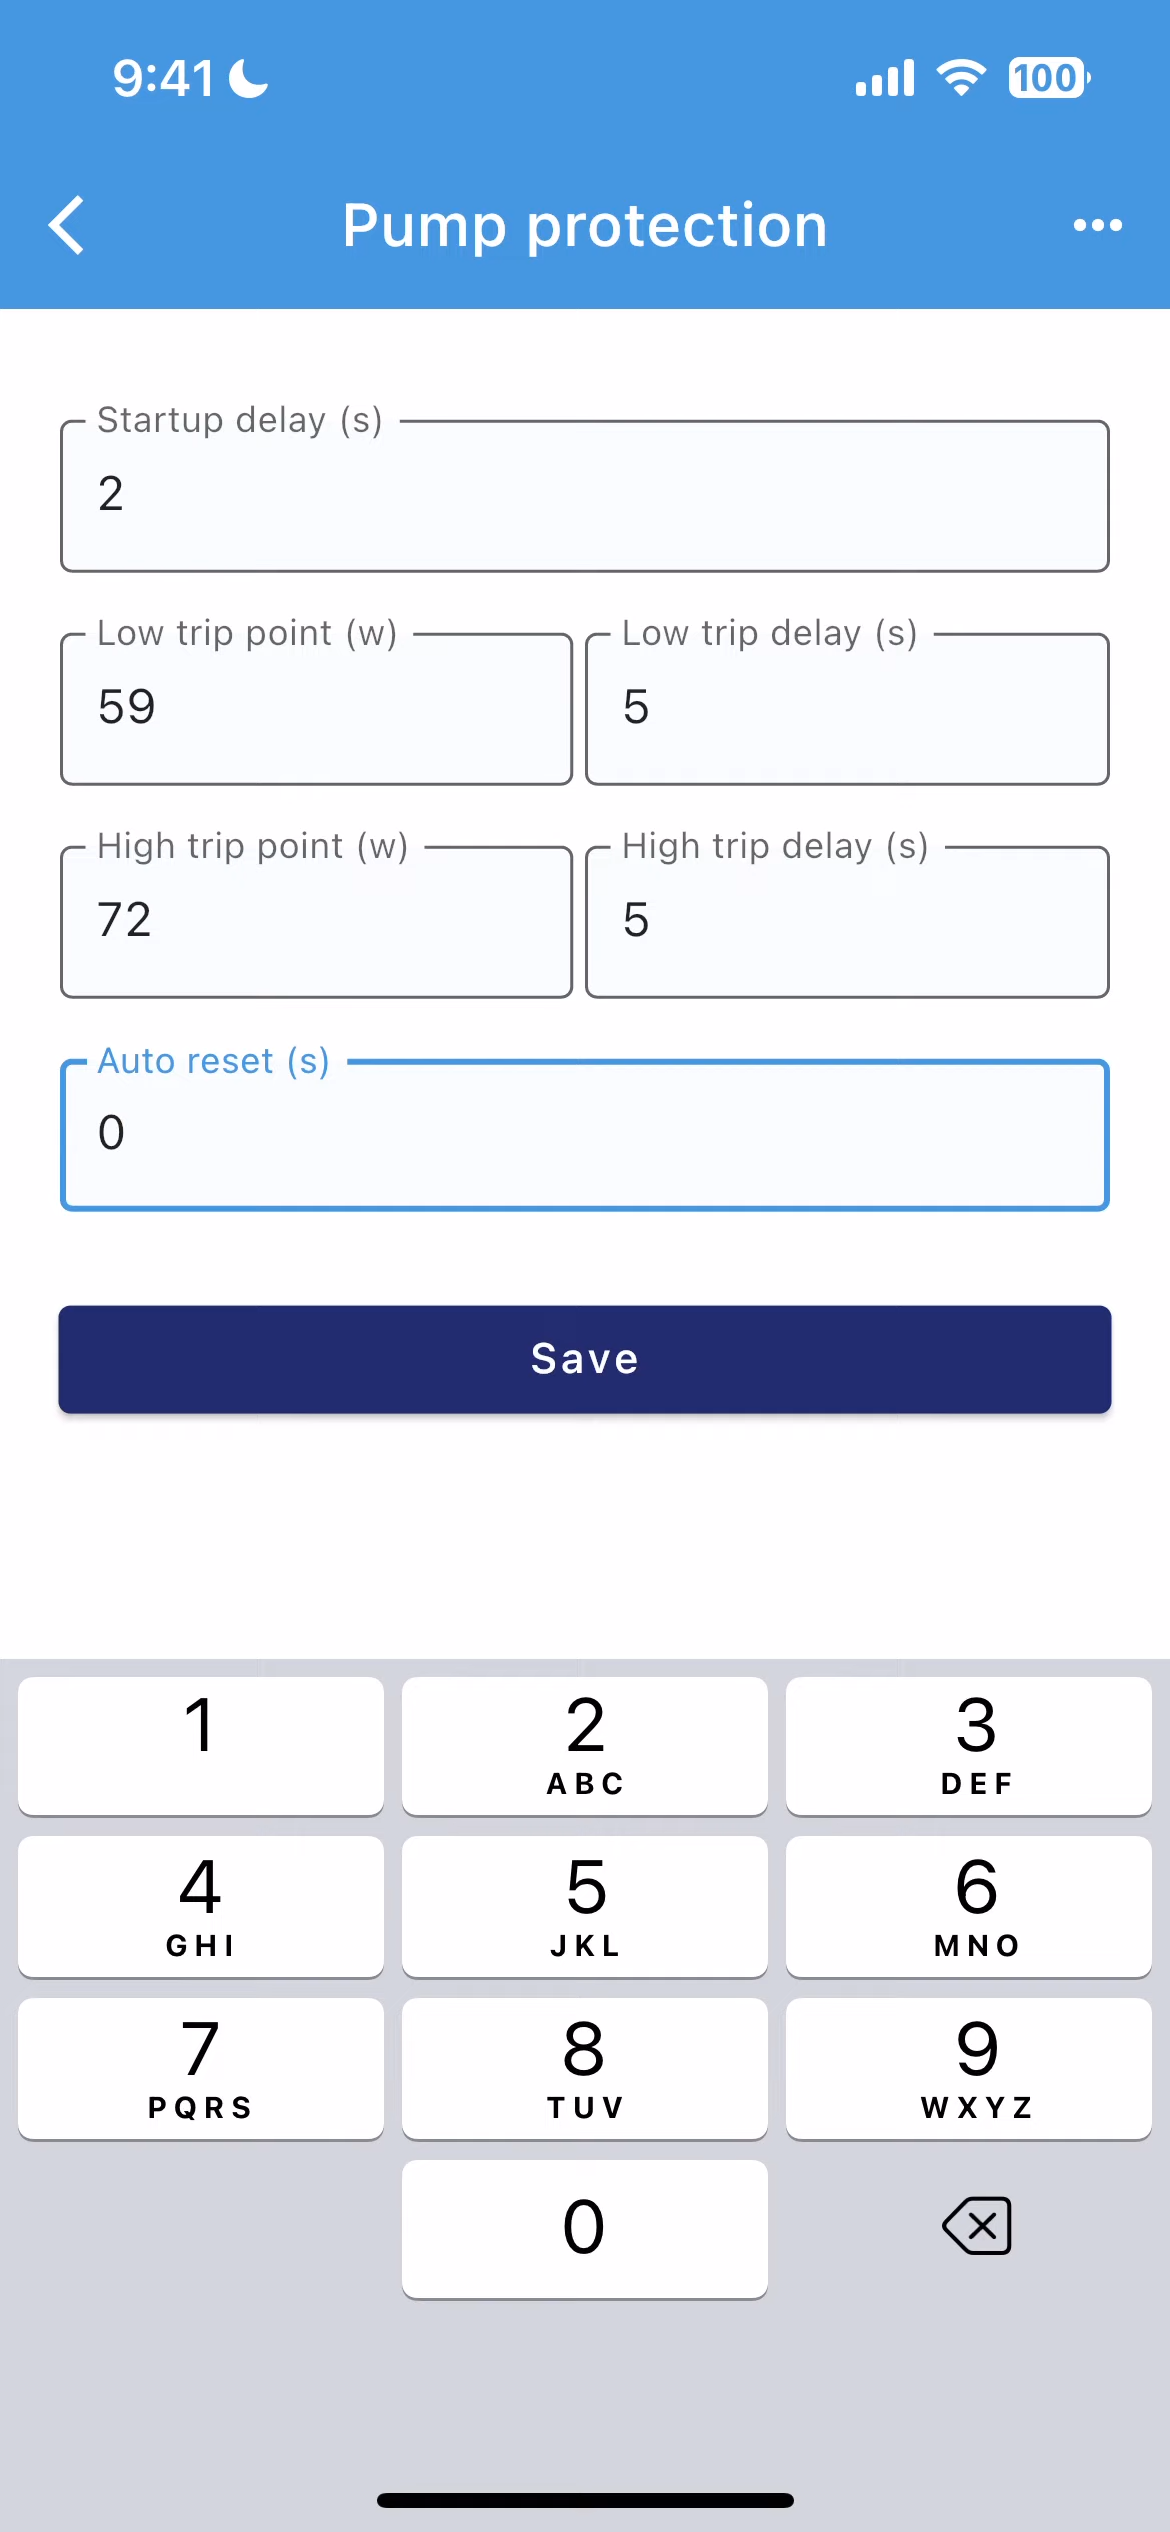 9:41
100
Pump protection
Startup delay (s)
2
Low trip point (w)
Low trip delay (s)
59
5
High trip point (w)
High trip delay (s)
72
5
Auto reset (s)
0
Save
1
2
ABC
3
DEF
4
GHI
5
JKL
6
MNO
7
PQRS
8
TUV
9
WXYZ
0